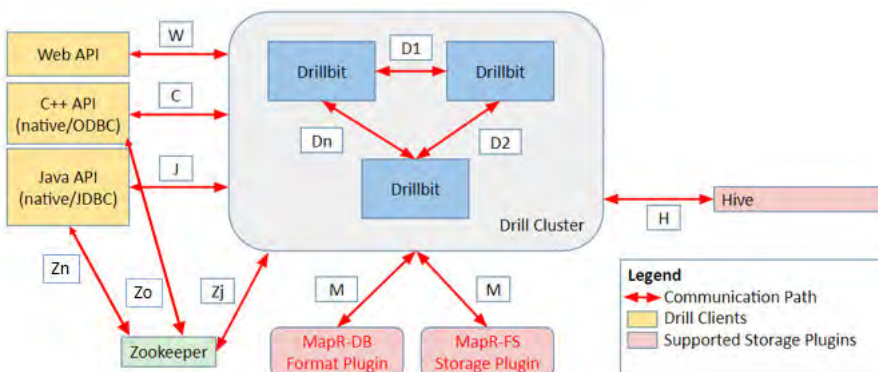 Web API
W
C++ API
(native/ODBC)
C
Java API
(native/JDBC)
J
Drillbit
D1
Drillbit
Dn
D2
Drillbit
Drill Cluster
H
Hive
Zn
Zo
Zj
M
M
Zookeeper
MapR-DB
Format Plugin
MapR-FS
Storage Plugin
Legend
Communication Path
Drill Clients
Supported Storage Plugins